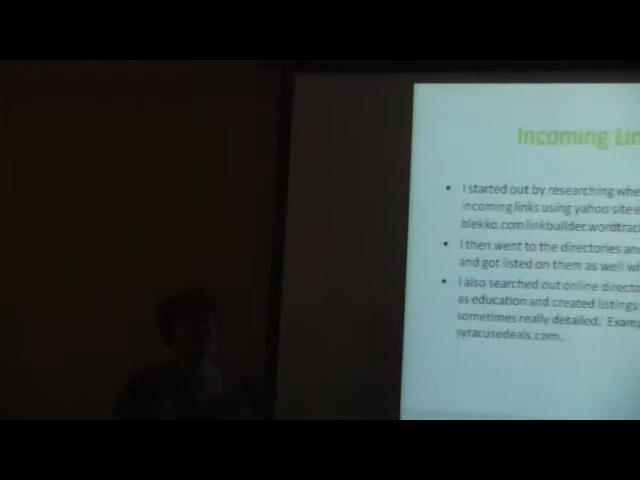 Incoming Lin
• I started out by researching whe
incoming links using yahoo site e
blekko.com linkbuilder.wordtrac
• I then went to the directories an
and got listed on them as well w
• I also searched out online directo
as education and created listings
sometimes really detailed. Examp
syracusedeals.com.